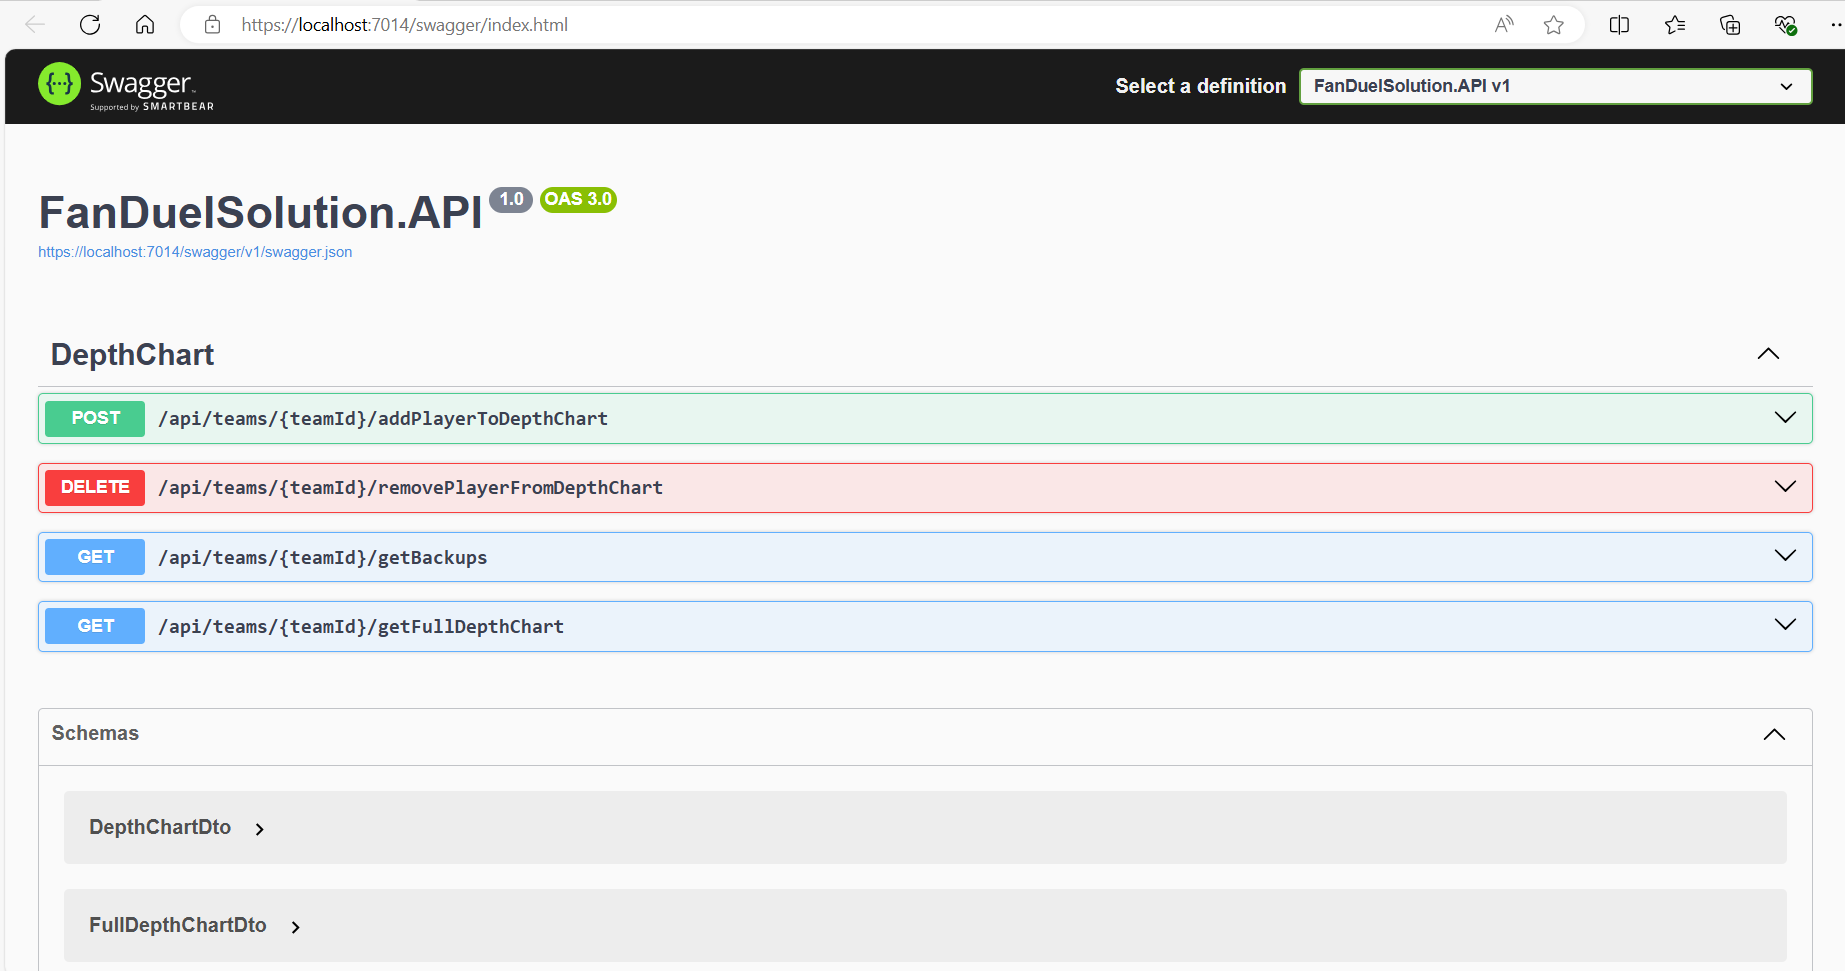 https://localhost:7014/swagger/index.html
Swagger
Supported by SMARTBEAR
Select a definition
FanDuelSolution.API v1
FanDuelSolution.API 1.0 OAS 3.0
https://localhost:7014/swagger/v1/swagger.json
DepthChart
POST /api/teams/{teamId}/addPlayerToDepthChart
DELETE /api/teams/{teamId}/removePlayerFromDepthChart
GET /api/teams/{teamId}/getBackups
GET /api/teams/{teamId}/getFullDepthChart
Schemas
DepthChartDto
FullDepthChartDto